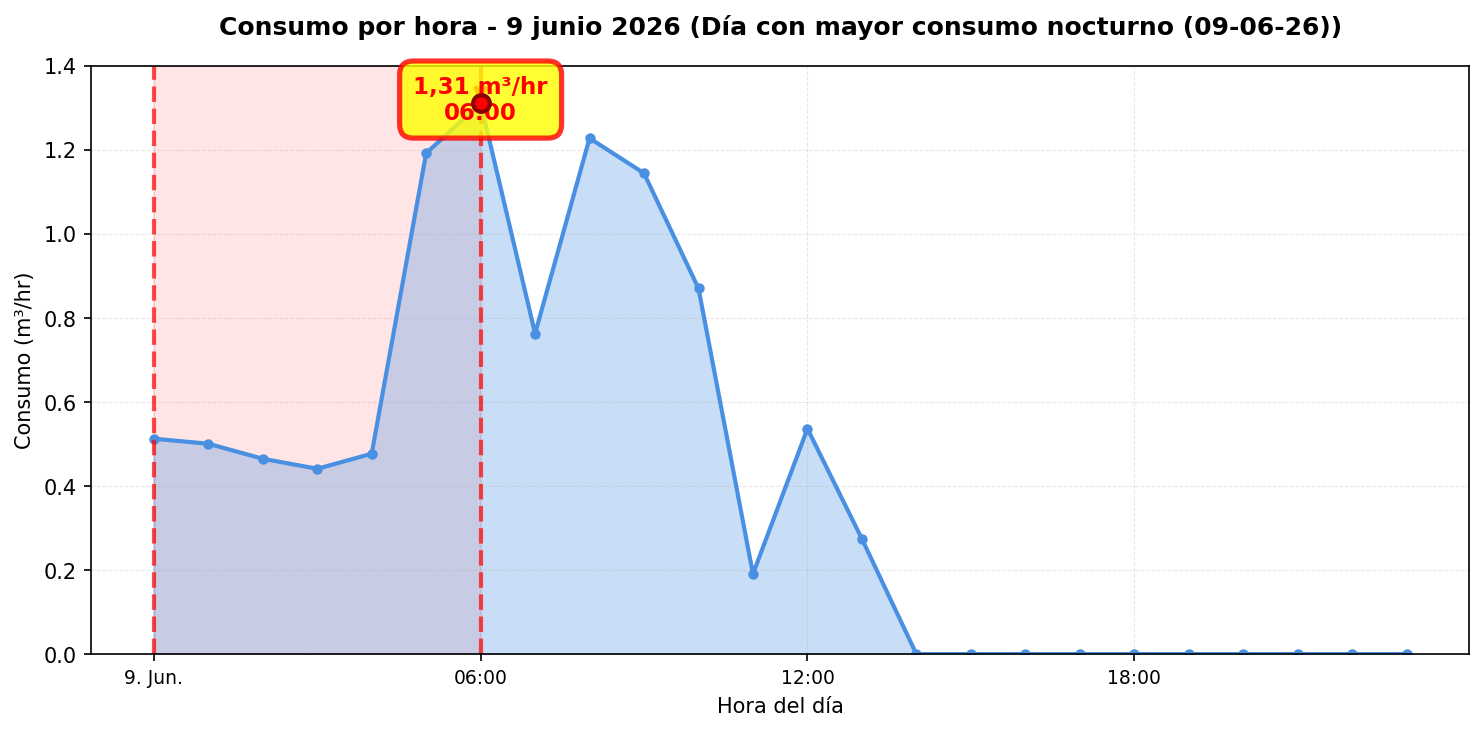 Consumo por hora - 9 junio 2026 (Día con mayor consumo nocturno (09-06-26))
1,31 m³/hr
06:00
Consumo (m³/hr)
1.4
1.2
1.0
0.8
0.6
0.4
0.2
0.0
9. Jun.
06:00
12:00
18:00
Hora del día